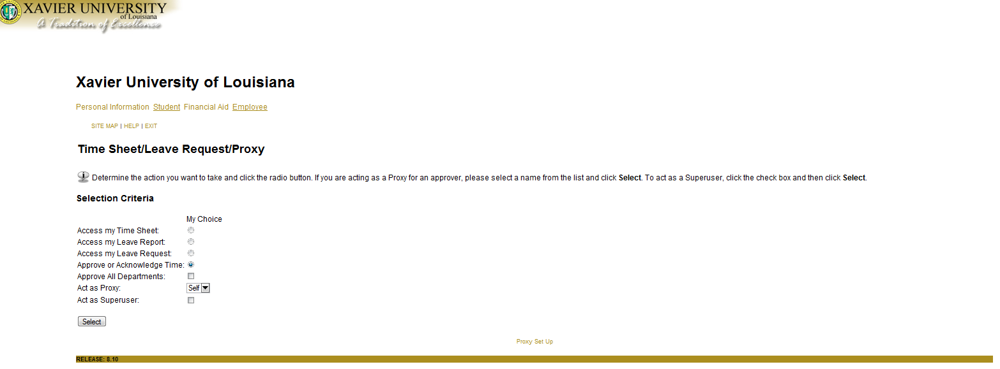 XAVIER UNIVERSITY
of Louisiana
A Tradition of Excellence
Xavier University of Louisiana
Personal Information Student Financial Aid Employee
SITE MAP | HELP | EXIT
Time Sheet/Leave Request/Proxy
Determine the action you want to take and click the radio button. If you are acting as a Proxy for an approver, please select a name from the list and click Select. To act as a Superuser, click the check box and then click Select.
Selection Criteria
My Choice
Access my Time Sheet:
Access my Leave Report:
Access my Leave Request:
Approve or Acknowledge Time:
Approve All Departments:
Act as Proxy: Self
Act as Superuser:
Select
Proxy Set Up
RELEASE: 8.10